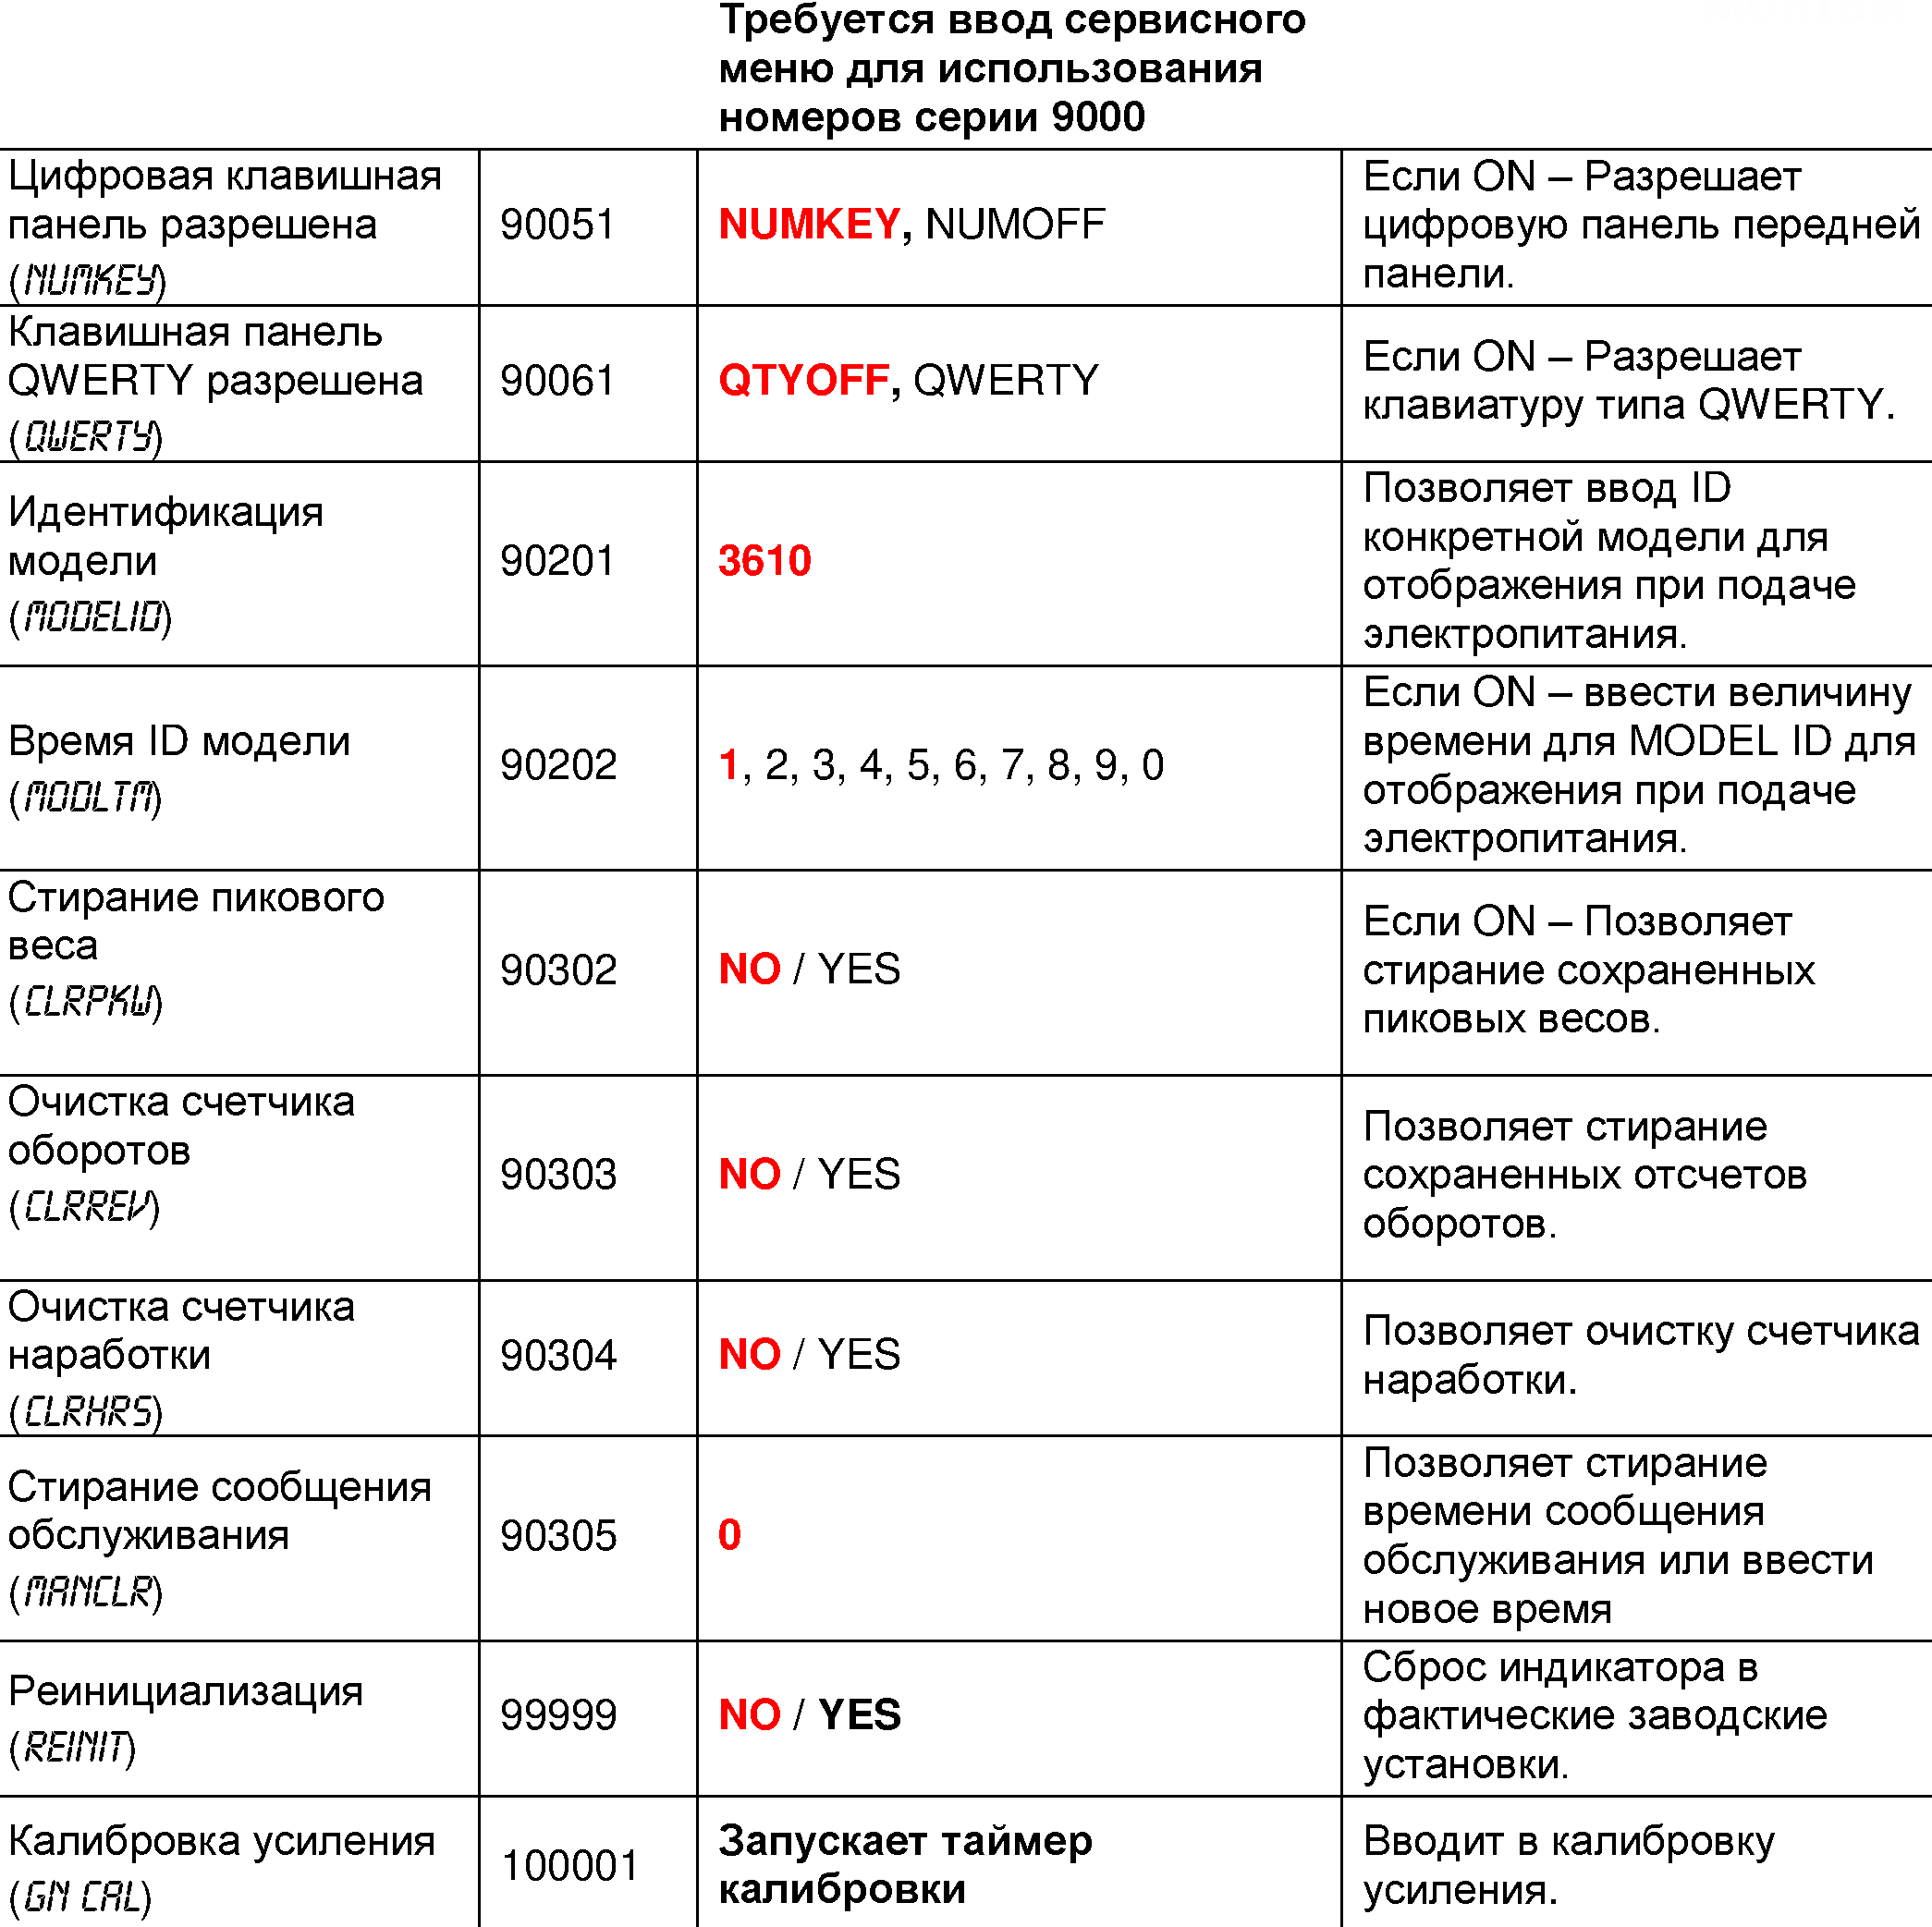 Требуется ввод сервисного
меню для использования
номеров серии 9000
Цифровая клавишная
панель разрешена
(NUMKEY)
90051
NUMKEY, NUMOFF
Если ON – Разрешает
цифровую панель передней
панели.
Клавишная панель
QWERTY разрешена
(QWERTY)
90061
QTYOFF, QWERTY
Если ON – Разрешает
клавиатуру типа QWERTY.
Идентификация
модели
(MODELID)
90201
3610
Позволяет ввод ID
конкретной модели для
отображения при подаче
электропитания.
Время ID модели
(MODLTM)
90202
1, 2, 3, 4, 5, 6, 7, 8, 9, 0
Если ON – ввести величину
времени для MODEL ID для
отображения при подаче
электропитания.
Стирание пикового
веса
(CLRPKW)
90302
NO / YES
Если ON – Позволяет
стирание сохраненных
пиковых весов.
Очистка счетчика
оборотов
(CLRREV)
90303
NO / YES
Позволяет стирание
сохраненных отсчетов
оборотов.
Очистка счетчика
наработки
(CLRHRS)
90304
NO / YES
Позволяет очистку счетчика
наработки.
Стирание сообщения
обслуживания
(MANCLR)
90305
0
Позволяет стирание
времени сообщения
обслуживания или ввести
новое время
Реинициализация
(REINIT)
99999
NO / YES
Сброс индикатора в
фактические заводские
установки.
Калибровка усиления
(GN CAL)
100001
Запускает таймер
калибровки
Вводит в калибровку
усиления.